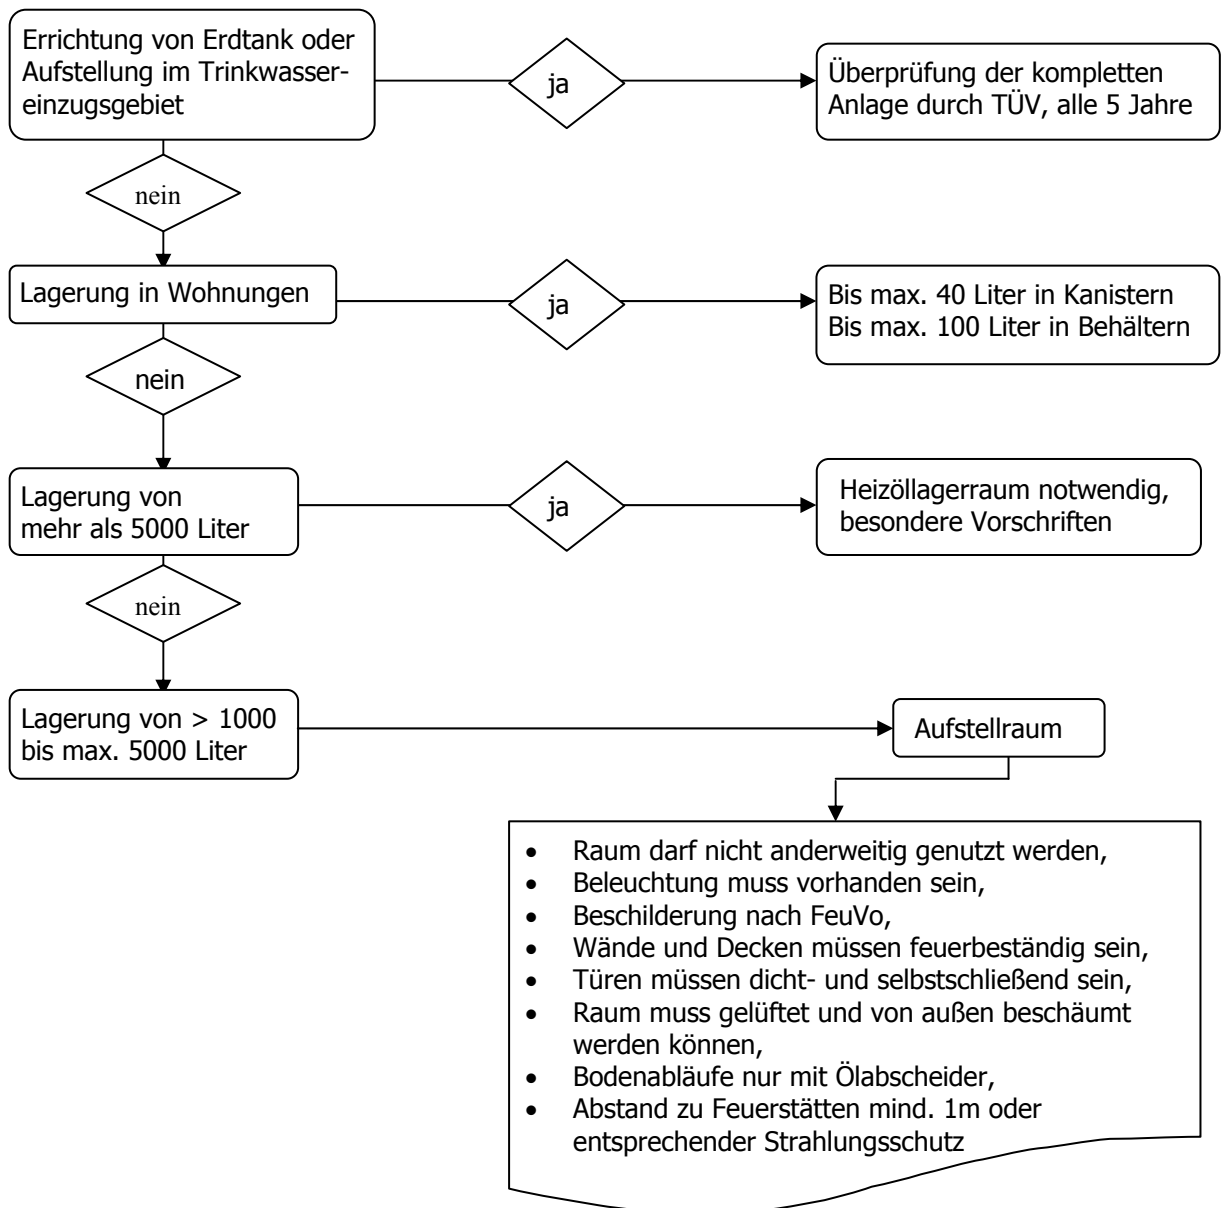 Errichtung von Erdtank oder
Aufstellung im Trinkwasser-
einzugsgebiet
ja
Überprüfung der kompletten
Anlage durch TÜV, alle 5 Jahre
nein
Lagerung in Wohnungen
ja
Bis max. 40 Liter in Kanistern
Bis max. 100 Liter in Behältern
nein
Lagerung von
mehr als 5000 Liter
ja
Heizöllagerraum notwendig,
besondere Vorschriften
nein
Lagerung von > 1000
bis max. 5000 Liter
Aufstellraum
• Raum darf nicht anderweitig genutzt werden,
• Beleuchtung muss vorhanden sein,
• Beschilderung nach FeuVo,
• Wände und Decken müssen feuerbeständig sein,
• Türen müssen dicht- und selbstschließend sein,
• Raum muss gelüftet und von außen beschäumt
werden können,
• Bodenabläufe nur mit Ölabscheider,
• Abstand zu Feuerstätten mind. 1m oder
entsprechender Strahlungsschutz